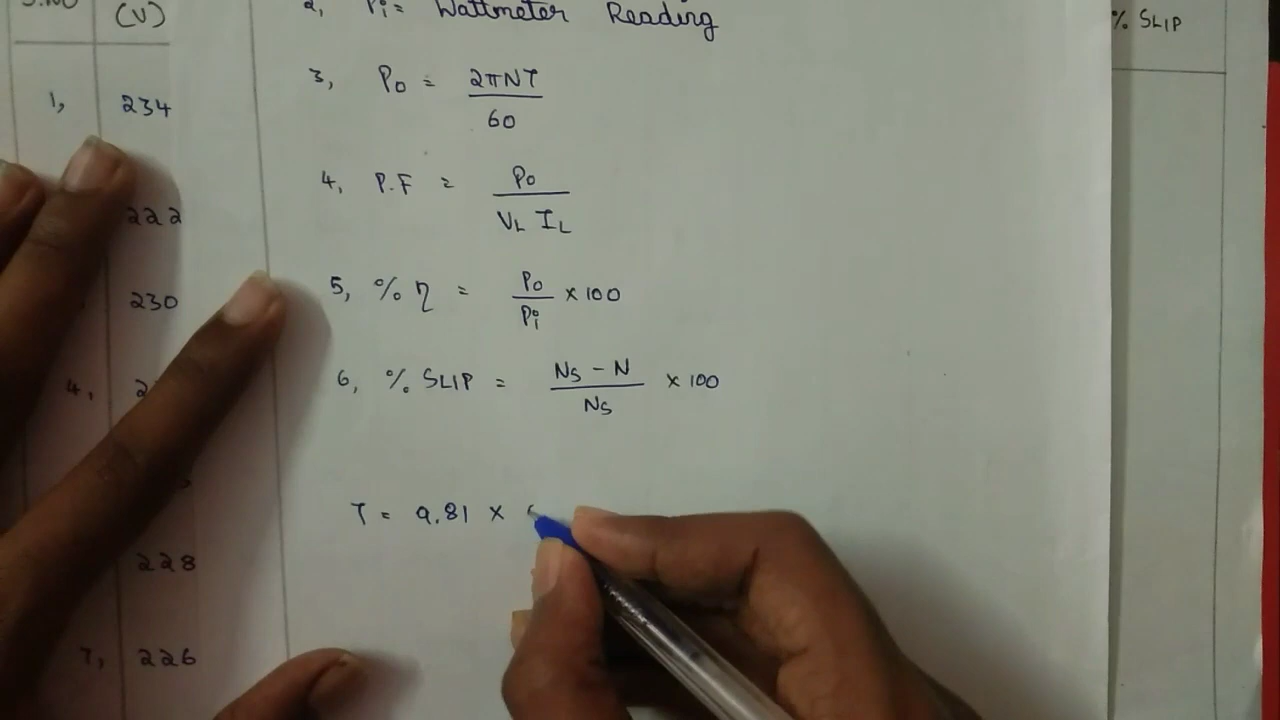 (V)
2, Pi = Wattmeter Reading
% SLIP
3, Po = 2πNT / 60
1, 234
4, P.F = Po / VL IL
222
5, % η = Po / Pi × 100
230
6, % SLIP = Ns - N / Ns × 100
4,
T = 9.81 ×
228
7, 226